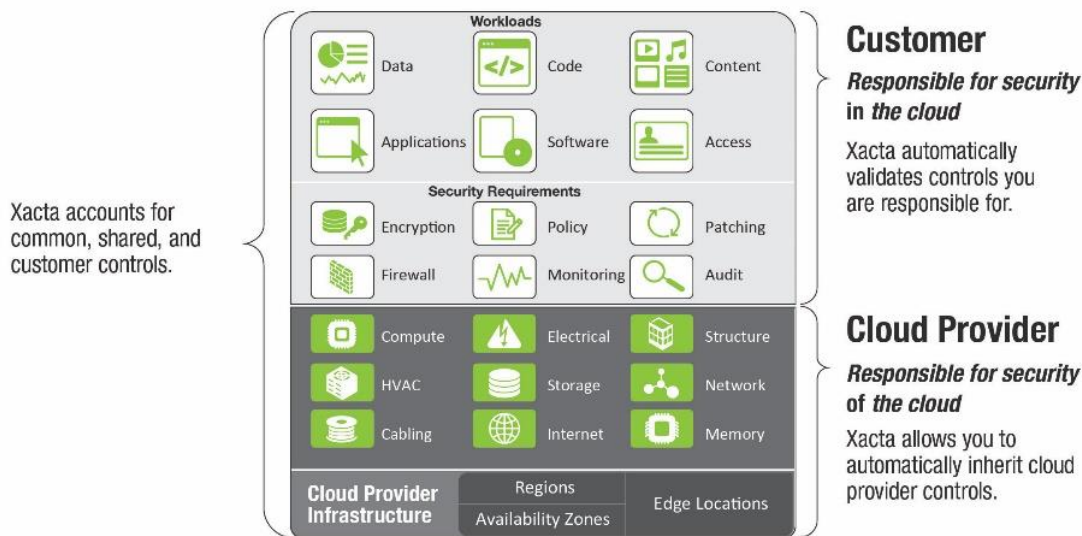 Xacta accounts for
common, shared, and
customer controls.
Workloads
Data
</>
Code
Content
Applications
Software
Access
Security Requirements
Encryption
Policy
Patching
Firewall
Monitoring
Audit
Compute
Electrical
Structure
HVAC
Storage
Network
Cabling
Internet
Memory
Cloud Provider
Infrastructure
Regions
Availability Zones
Edge Locations
Customer
Responsible for security
in the cloud
Xacta automatically
validates controls you
are responsible for.
Cloud Provider
Responsible for security
of the cloud
Xacta allows you to
automatically inherit cloud
provider controls.